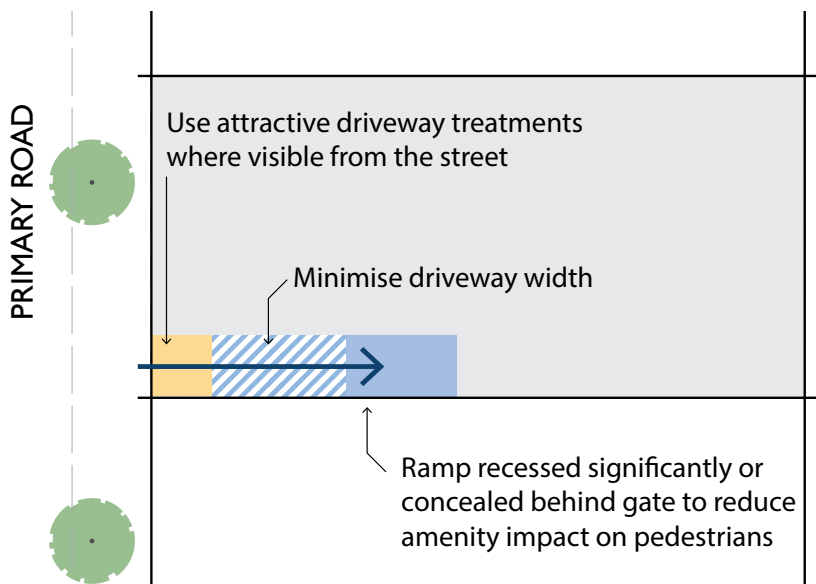 PRIMARY ROAD
Use attractive driveway treatments
where visible from the street
Minimise driveway width
Ramp recessed significantly or
concealed behind gate to reduce
amenity impact on pedestrians